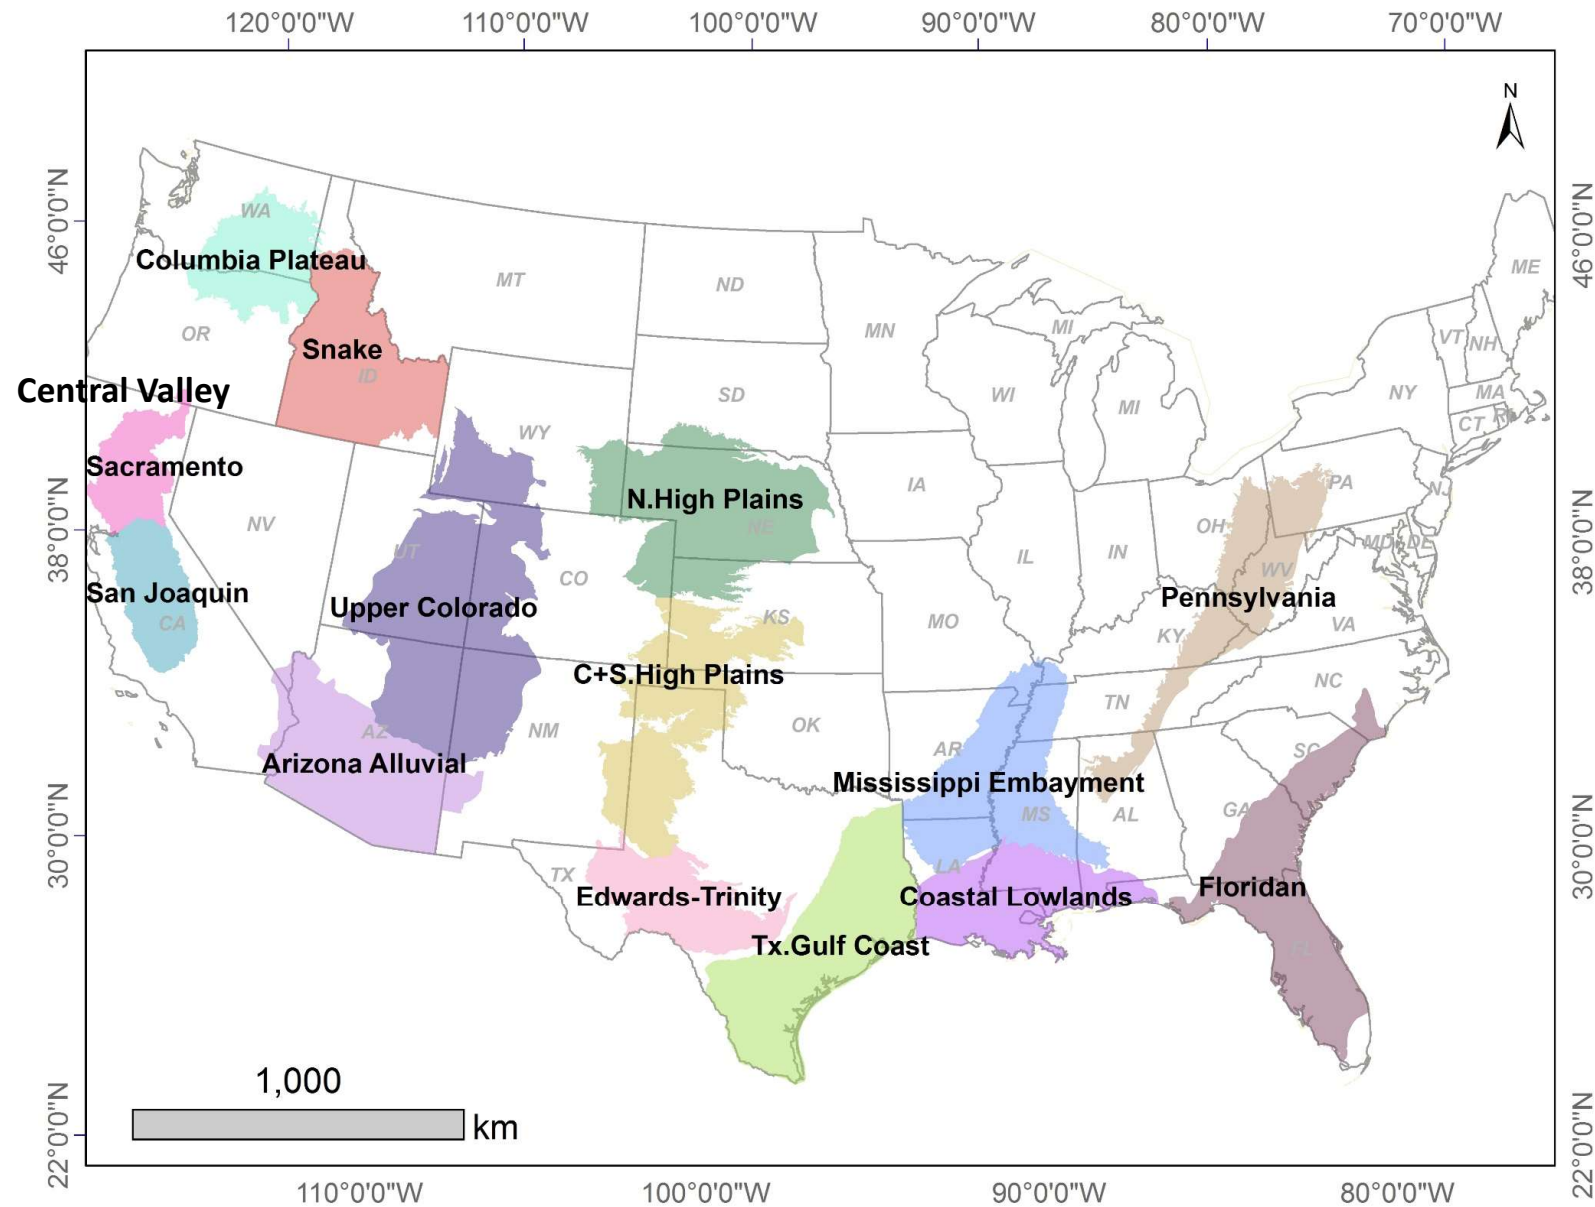 120°0'0"W 110°0'0"W 100°0'0"W 90°0'0"W 80°0'0"W 70°0'0"W
N
46°0'0"N
46°0'0"N
WA
Columbia Plateau
MT
ND
ME
OR
MN
MI
VT
NH
Snake
ID
Central Valley
SD
WI
MI
NY
MA
CT
RI
WY
Sacramento
N.High Plains
NE
IA
PA
NJ
38°0'0"N
38°0'0"N
NV
UT
CO
IL
IN
OH
MD
DE
WV
San Joaquin
CA
Upper Colorado
KS
MO
Pennsylvania
KY
VA
C+S.High Plains
TN
NC
AZ
NM
OK
AR
SC
Arizona Alluvial
Mississippi Embayment
MS
AL
GA
30°0'0"N
30°0'0"N
TX
LA
Edwards-Trinity
Coastal Lowlands
Floridan
FL
Tx.Gulf Coast
1,000
km
22°0'0"N
22°0'0"N
110°0'0"W 100°0'0"W 90°0'0"W 80°0'0"W